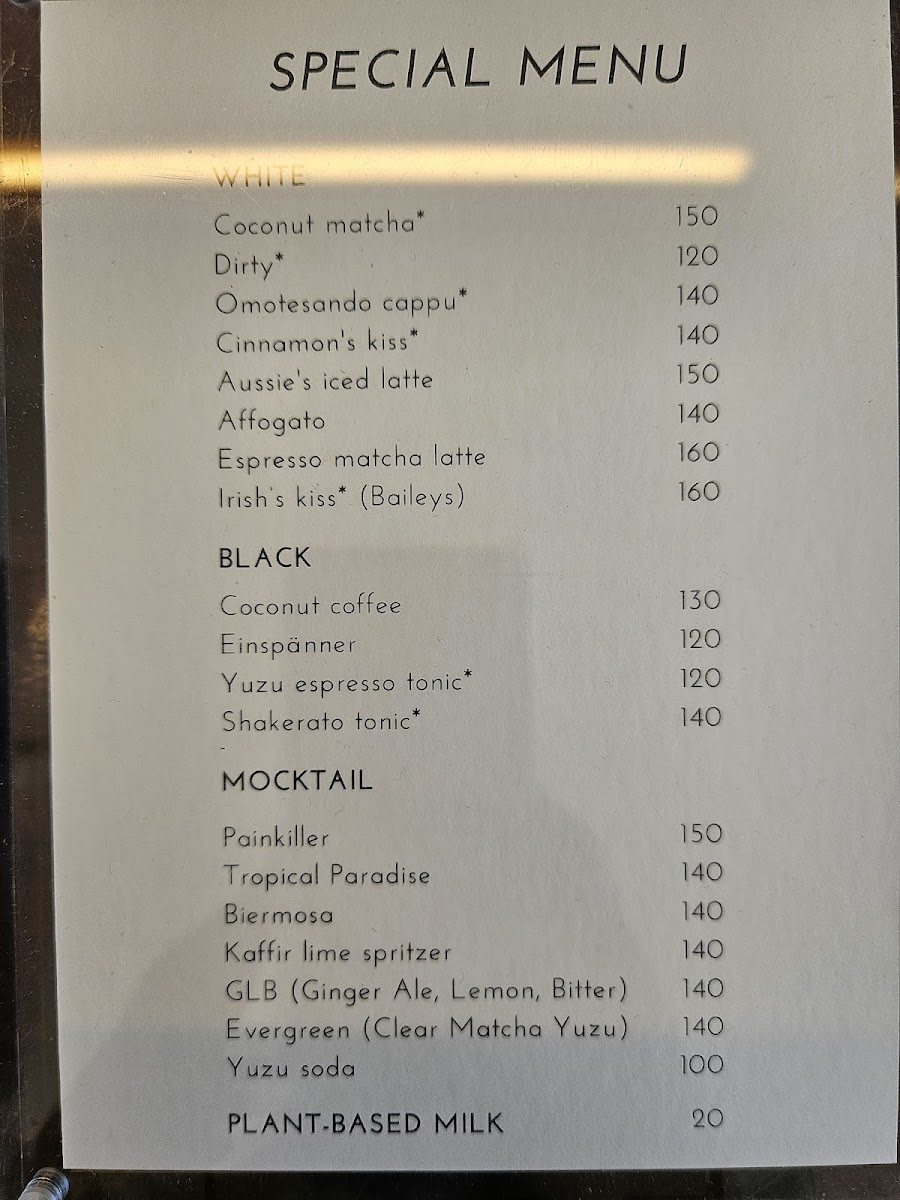 SPECIAL MENU
WHITE
Coconut matcha* 150
Dirty* 120
Omotesando cappu* 140
Cinnamon's kiss* 140
Aussie's iced latte 150
Affogato 140
Espresso matcha latte 160
Irish's kiss* (Baileys) 160
BLACK
Coconut coffee 130
Einspänner 120
Yuzu espresso tonic* 120
Shakerato tonic* 140
MOCKTAIL
Painkiller 150
Tropical Paradise 140
Biermosa 140
Kaffir lime spritzer 140
GLB (Ginger Ale, Lemon, Bitter) 140
Evergreen (Clear Matcha Yuzu) 140
Yuzu soda 100
PLANT-BASED MILK 20